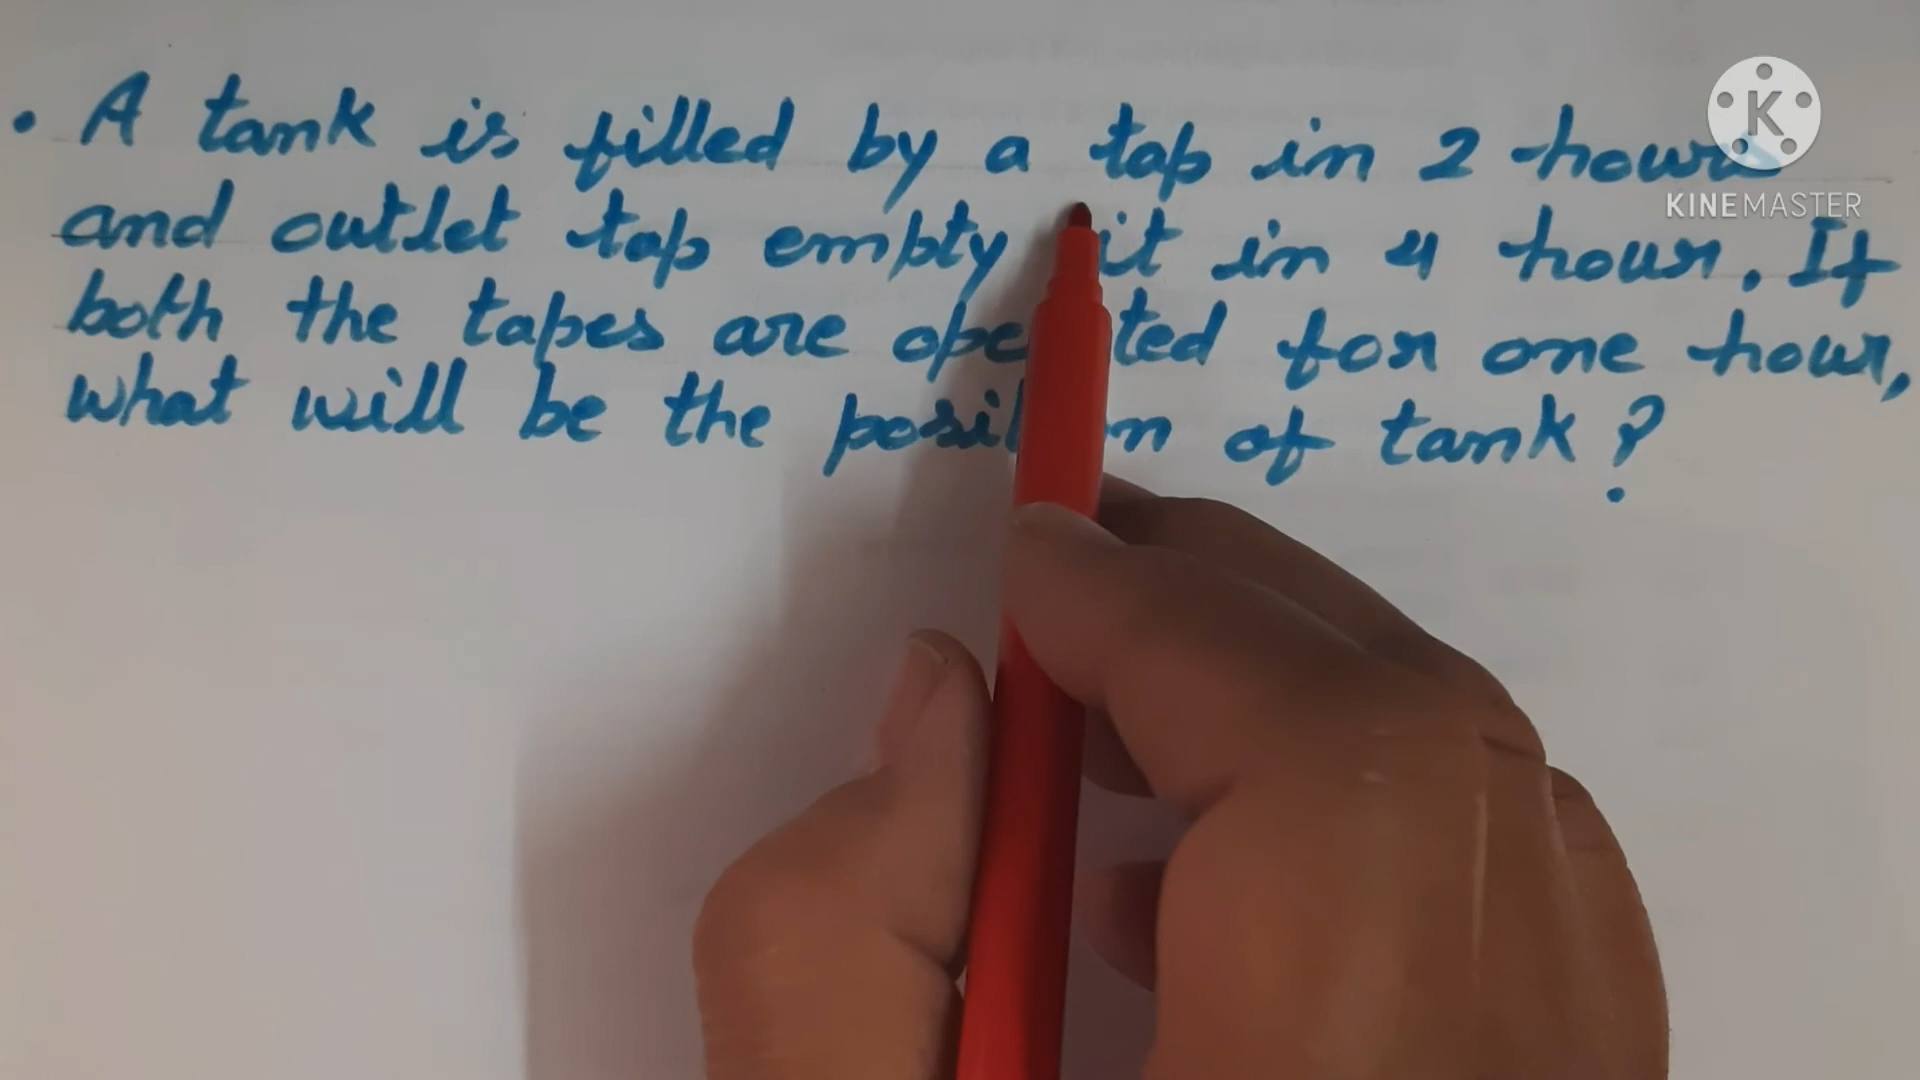 . A tank is filled by a tap in 2 hours
and outlet tap empty it in 4 hour. If
both the tapes are operated for one hour,
what will be the position of tank?
K
KINEMASTER